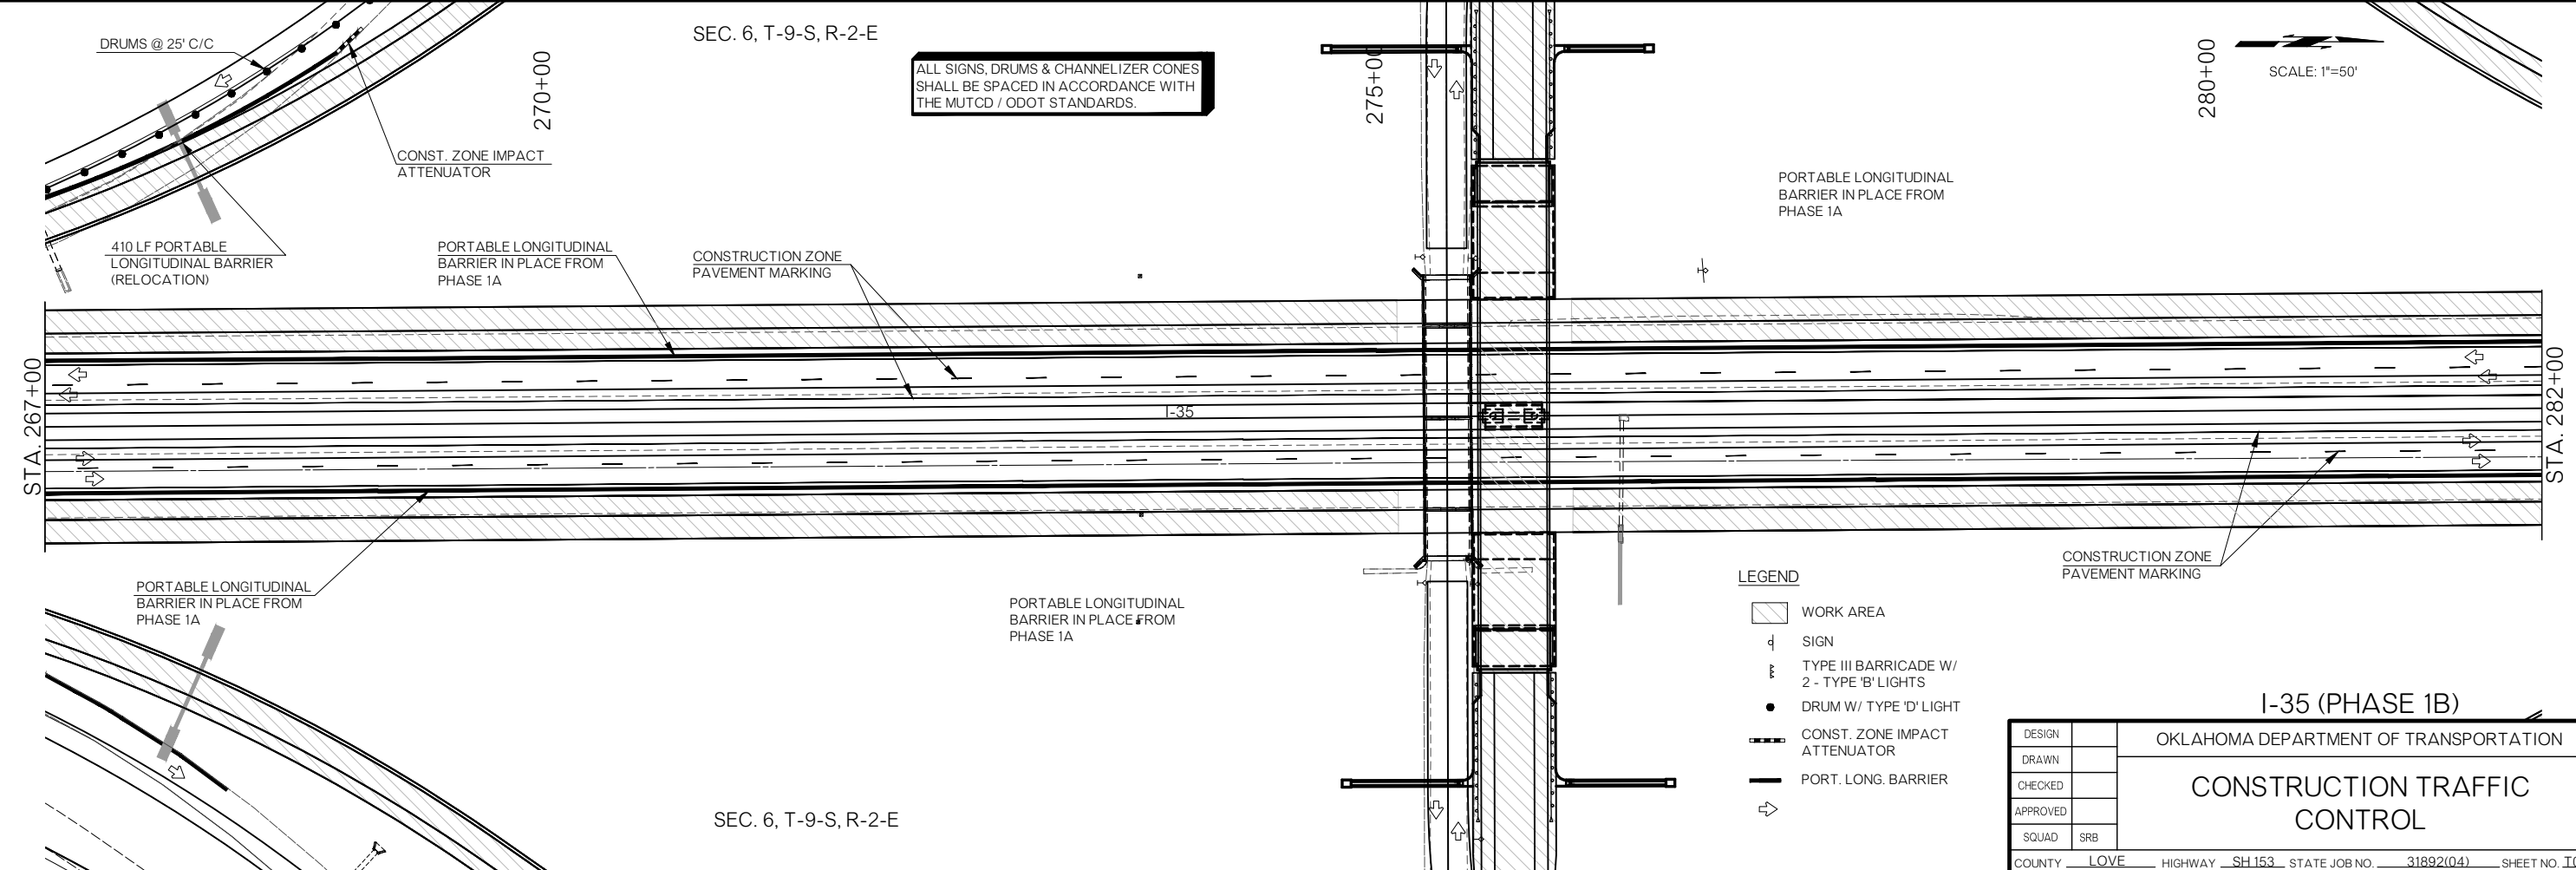 DRUMS @ 25' C/C
SEC. 6, T-9-S, R-2-E
ALL SIGNS, DRUMS & CHANNELIZER CONES
SHALL BE SPACED IN ACCORDANCE WITH
THE MUTCD / ODOT STANDARDS.
270+00
275+00
280+00
SCALE: 1"=50'
CONST. ZONE IMPACT
ATTENUATOR
PORTABLE LONGITUDINAL
BARRIER IN PLACE FROM
PHASE 1A
410 LF PORTABLE
LONGITUDINAL BARRIER
(RELOCATION)
PORTABLE LONGITUDINAL
BARRIER IN PLACE FROM
PHASE 1A
CONSTRUCTION ZONE
PAVEMENT MARKING
STA. 267+00
I-35
STA. 282+00
PORTABLE LONGITUDINAL
BARRIER IN PLACE FROM
PHASE 1A
PORTABLE LONGITUDINAL
BARRIER IN PLACE FROM
PHASE 1A
CONSTRUCTION ZONE
PAVEMENT MARKING
LEGEND
WORK AREA
SIGN
TYPE III BARRICADE W/
2 - TYPE 'B' LIGHTS
DRUM W/ TYPE 'D' LIGHT
CONST. ZONE IMPACT
ATTENUATOR
PORT. LONG. BARRIER
SEC. 6, T-9-S, R-2-E
I-35 (PHASE 1B)
DESIGN
DRAWN
CHECKED
APPROVED
SQUAD SRB
OKLAHOMA DEPARTMENT OF TRANSPORTATION
CONSTRUCTION TRAFFIC
CONTROL
COUNTY LOVE HIGHWAY SH 153 STATE JOB NO. 31892(04) SHEET NO.